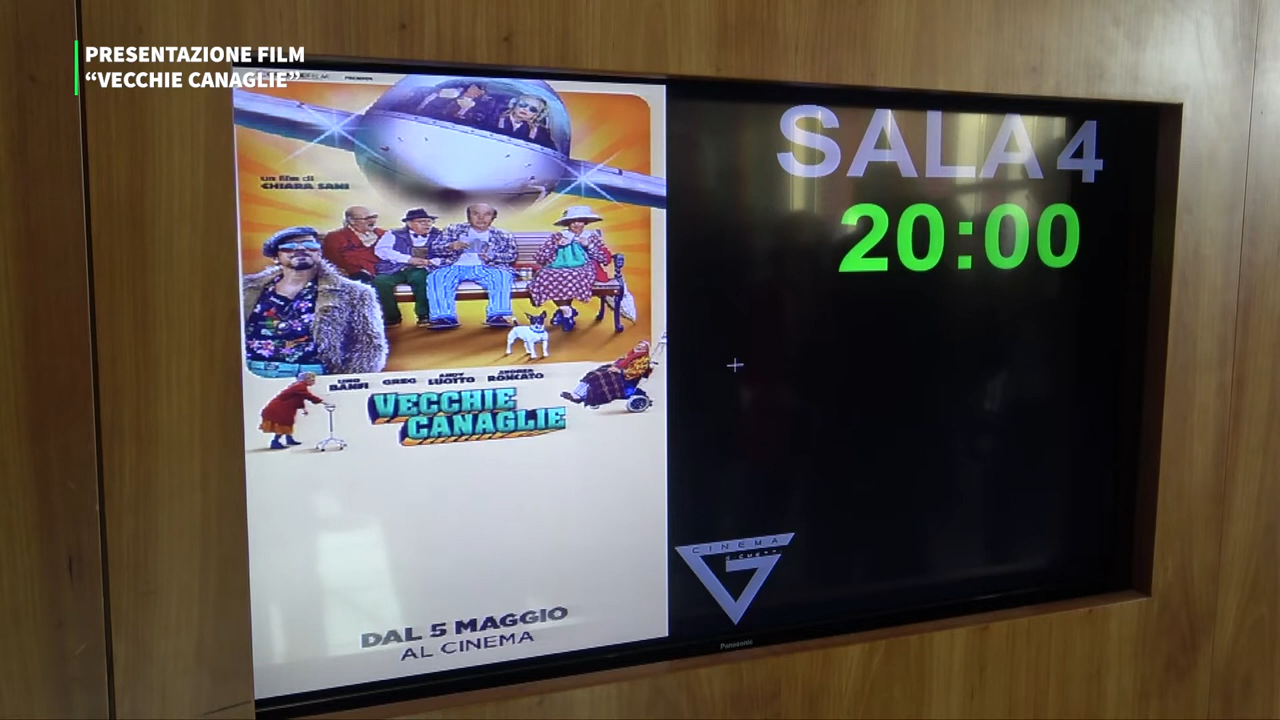 PRESENTAZIONE FILM
“VECCHIE CANAGLIE”
un film di
CHIARA SANI
LINO BANFI GREG ANDY LUOTTO ANDREA RONCATO
VECCHIE
CANAGLIE
DAL 5 MAGGIO
AL CINEMA
SALA 4
20:00
CINEMA
Panasonic